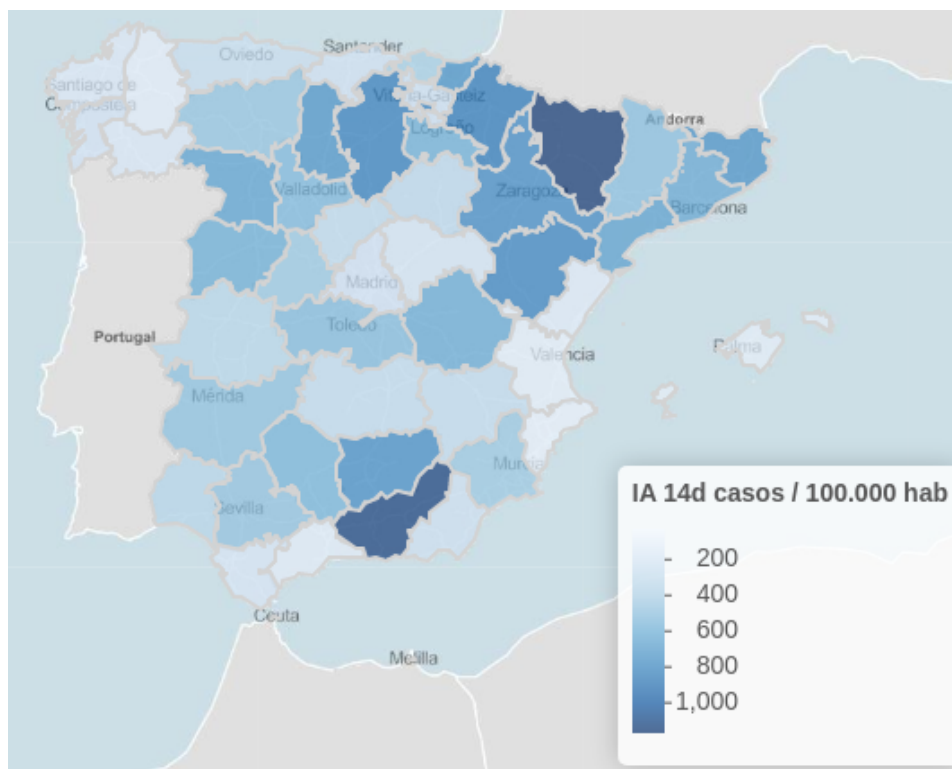 Oviedo
Santander
Santiago de
Compostela
Vitoria-Gasteiz
Logroño
Andorra
Valladolid
Zaragoza
Barcelona
Madrid
Portugal
Toledo
Valencia
Palma
Mérida
Murcia
Sevilla
Ceuta
Melilla
IA 14d casos / 100.000 hab
200
400
600
800
1,000